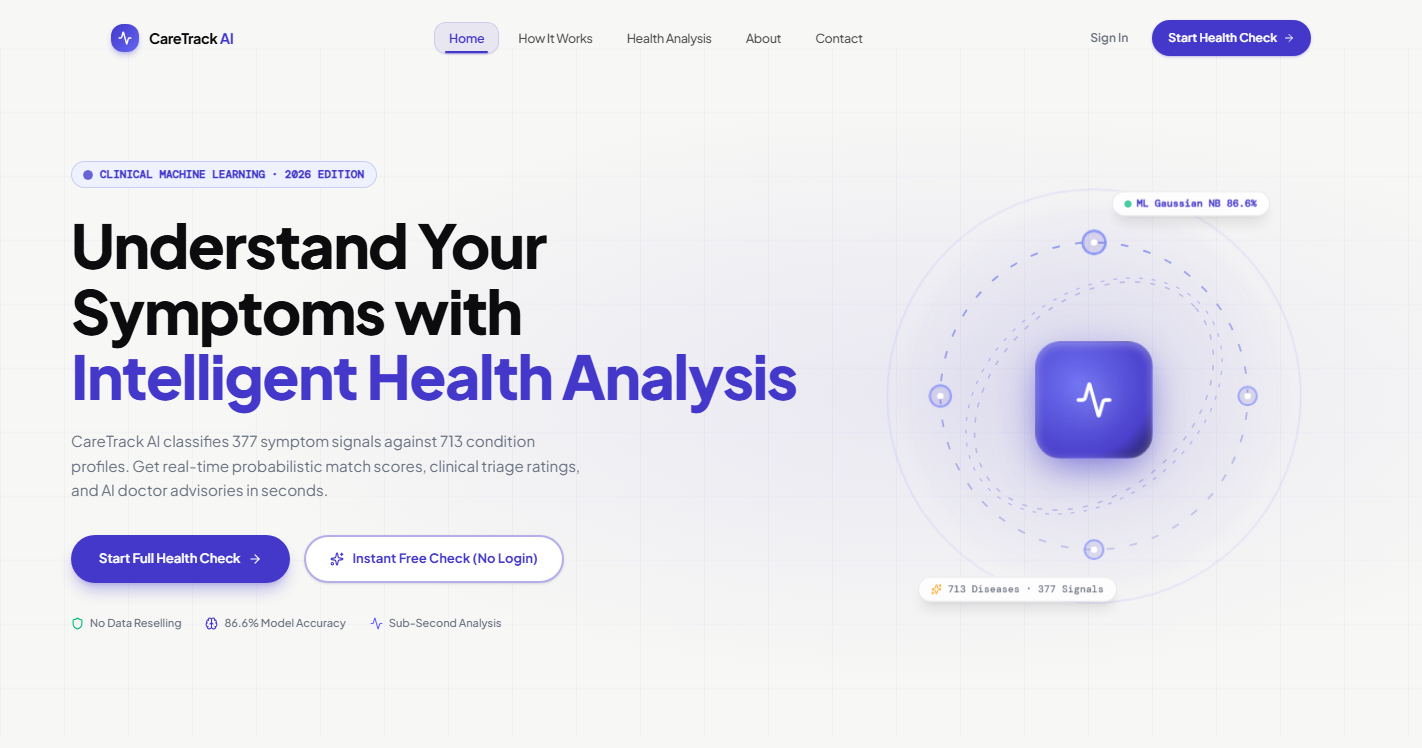 CareTrack AI
Home
How It Works
Health Analysis
About
Contact
Sign In
Start Health Check
CLINICAL MACHINE LEARNING · 2026 EDITION
Understand Your
Symptoms with
Intelligent Health Analysis
CareTrack AI classifies 377 symptom signals against 713 condition
profiles. Get real-time probabilistic match scores, clinical triage ratings,
and AI doctor advisories in seconds.
Start Full Health Check
Instant Free Check (No Login)
No Data Reselling
86.6% Model Accuracy
Sub-Second Analysis
ML Gaussian NB 86.6%
713 Diseases · 377 Signals